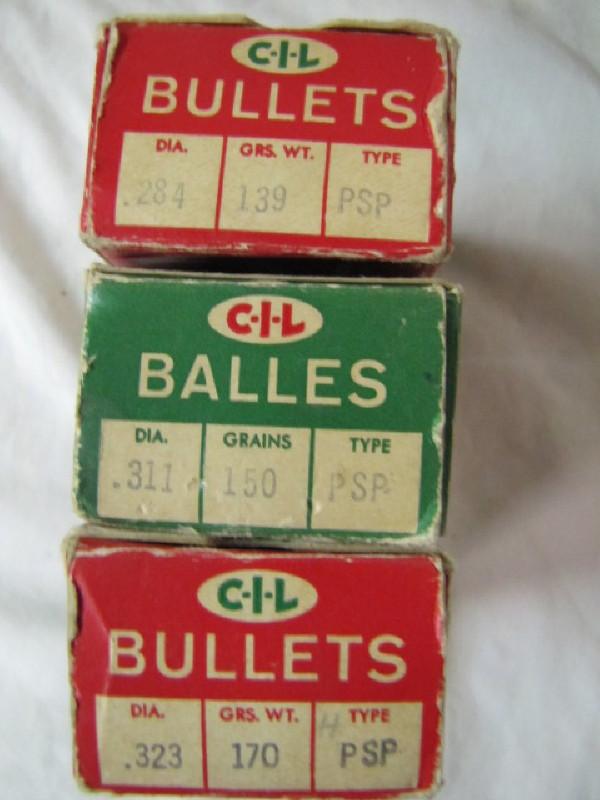 C-I-L
BULLETS
DIA. GRS. WT. TYPE
.284 139 PSP
C-I-L
BALLES
DIA. GRAINS TYPE
.311 150 PSP
C-I-L
BULLETS
DIA. GRS. WT. H TYPE
.323 170 PSP